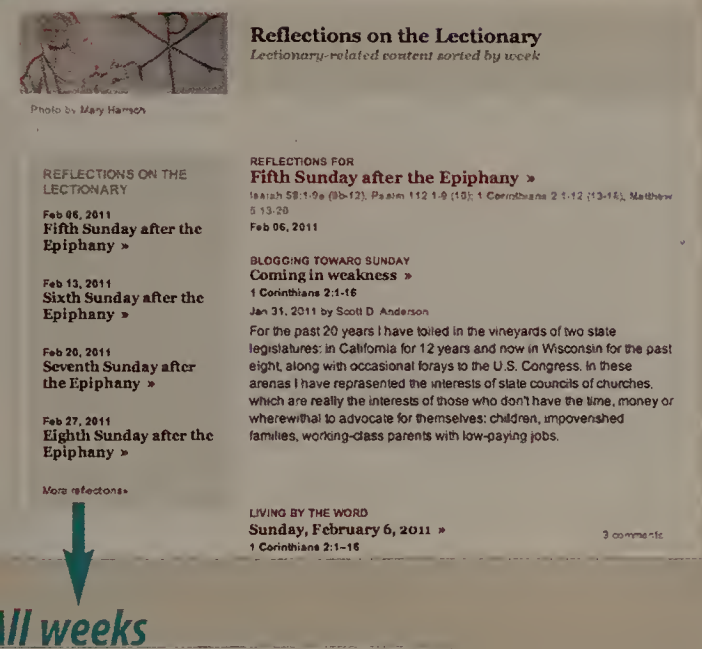 Reflections on the Lectionary
Lectionary-related content sorted by week
Photo by Mary Harrsch
REFLECTIONS ON THE
LECTIONARY
Feb 06, 2011
Fifth Sunday after the
Epiphany »
Feb 13, 2011
Sixth Sunday after the
Epiphany »
Feb 20, 2011
Seventh Sunday after
the Epiphany »
Feb 27, 2011
Eighth Sunday after the
Epiphany »
More reflections»
REFLECTIONS FOR
Fifth Sunday after the Epiphany »
Isaiah 58:1-9a (9b-12); Psalm 112:1-9 (10); 1 Corinthians 2:1-12 (13-16); Matthew
5:13-20
Feb 06, 2011
BLOGGING TOWARD SUNDAY
Coming in weakness »
1 Corinthians 2:1-16
Jan 31, 2011 by Scott D. Anderson
For the past 20 years I have toiled in the vineyards of two state
legislatures: in California for 12 years and now in Wisconsin for the past
eight, along with occasional forays to the U.S. Congress. In these
arenas I have represented the interests of state councils of churches,
which are really the interests of those who don't have the time, money or
wherewithal to advocate for themselves: children, impoverished
families, working-class parents with low-paying jobs.
LIVING BY THE WORD
Sunday, February 6, 2011 »
3 comments
1 Corinthians 2:1–16
All weeks